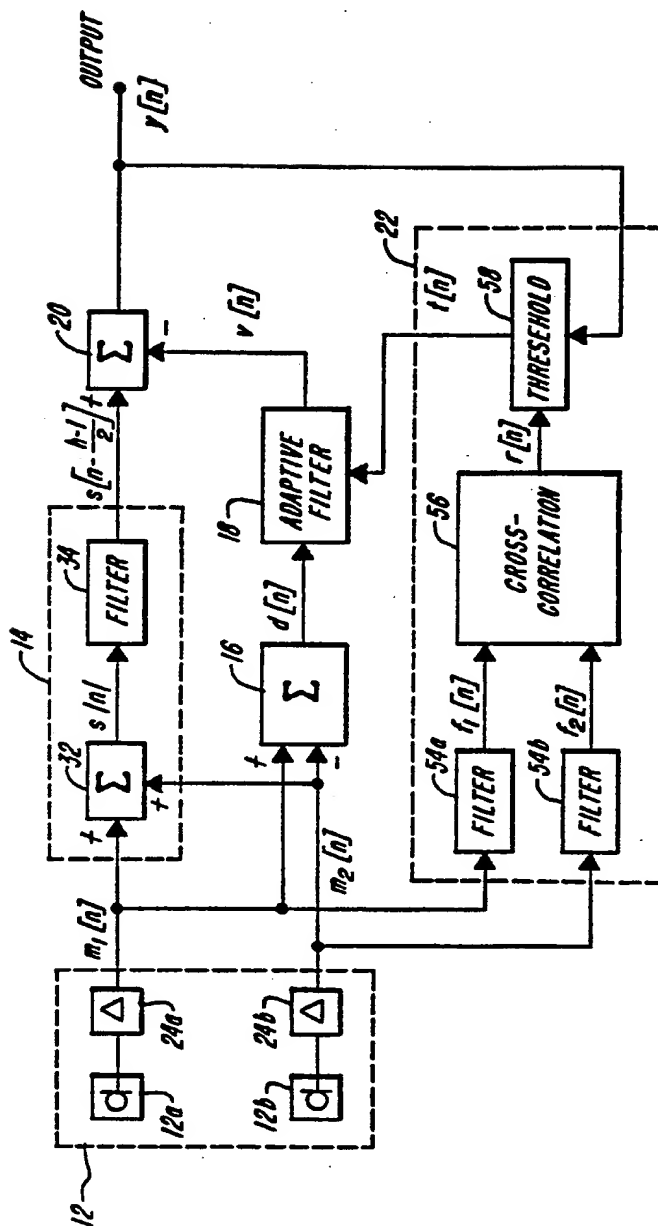 OUTPUT
y[n]
20
Σ
-
v[n]
s[n-h-1/2]
+
14
34
FILTER
s[n]
32
Σ
+
+
18
ADAPTIVE
FILTER
d[n]
16
Σ
+
-
22
t[n]
58
THRESHOLD
r[n]
56
CROSS-
CORRELATION
f1[n]
f2[n]
54a
FILTER
54b
FILTER
m1[n]
m2[n]
12
Δ
24a
12a
Δ
24b
12b